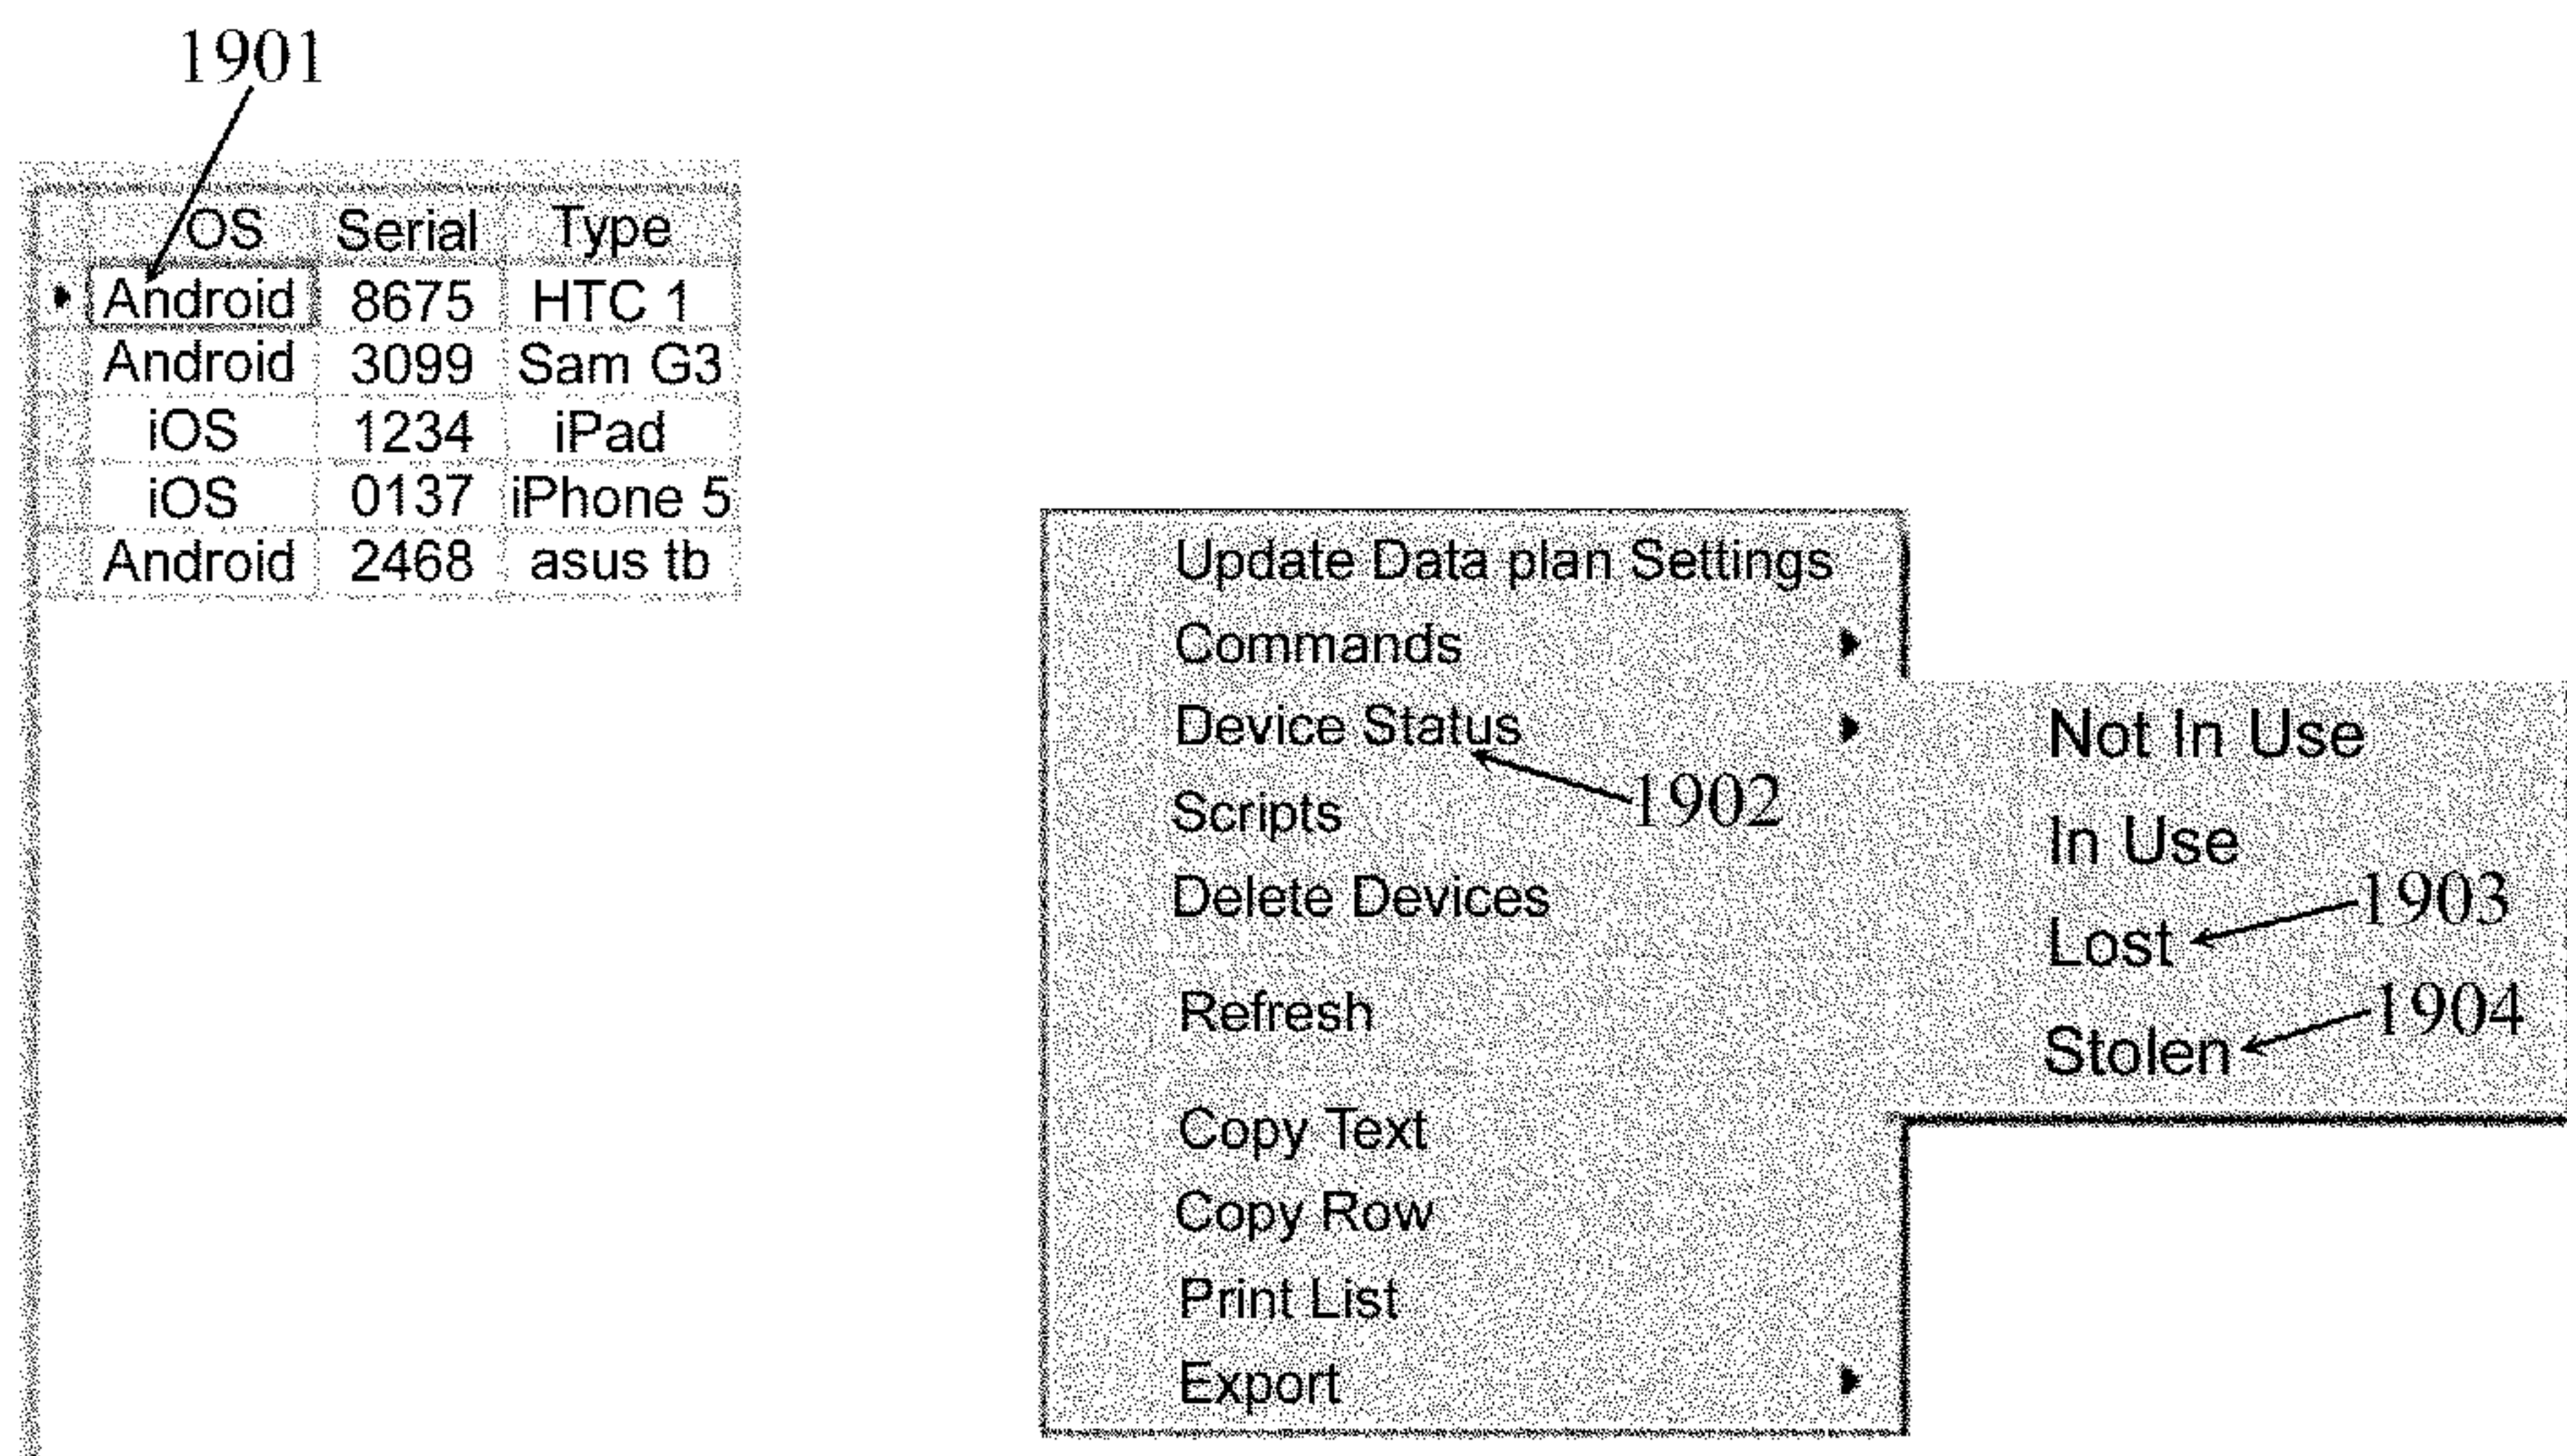 1901
OS Serial Type
Android 8675 HTC 1
Android 3099 Sam G3
iOS 1234 iPad
iOS 0137 iPhone 5
Android 2468 asus tb
Update Data plan Settings
Commands
Device Status
1902
Scripts
Delete Devices
Refresh
Copy Text
Copy Row
Print List
Export
Not In Use
In Use
1903
Lost
1904
Stolen